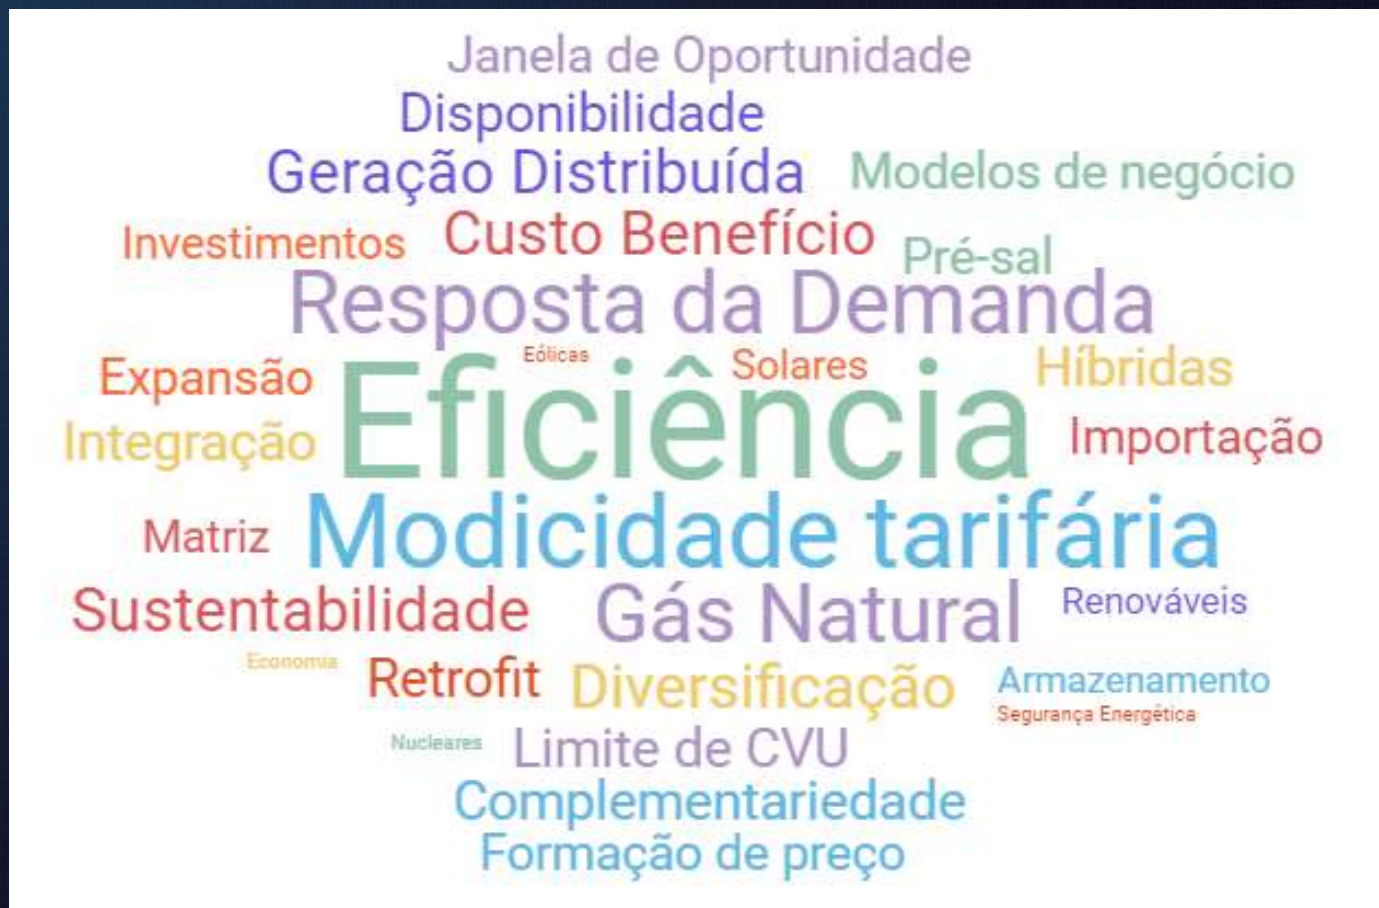 Janela de Oportunidade
Disponibilidade
Geração Distribuída
Modelos de negócio
Investimentos
Custo Benefício
Pré-sal
Resposta da Demanda
Expansão
Eólicas
Solares
Híbridas
Eficiência
Integração
Importação
Matriz
Modicidade tarifária
Sustentabilidade
Gás Natural
Renováveis
Economia
Retrofit
Diversificação
Armazenamento
Segurança Energética
Nucleares
Limite de CVU
Complementariedade
Formação de preço